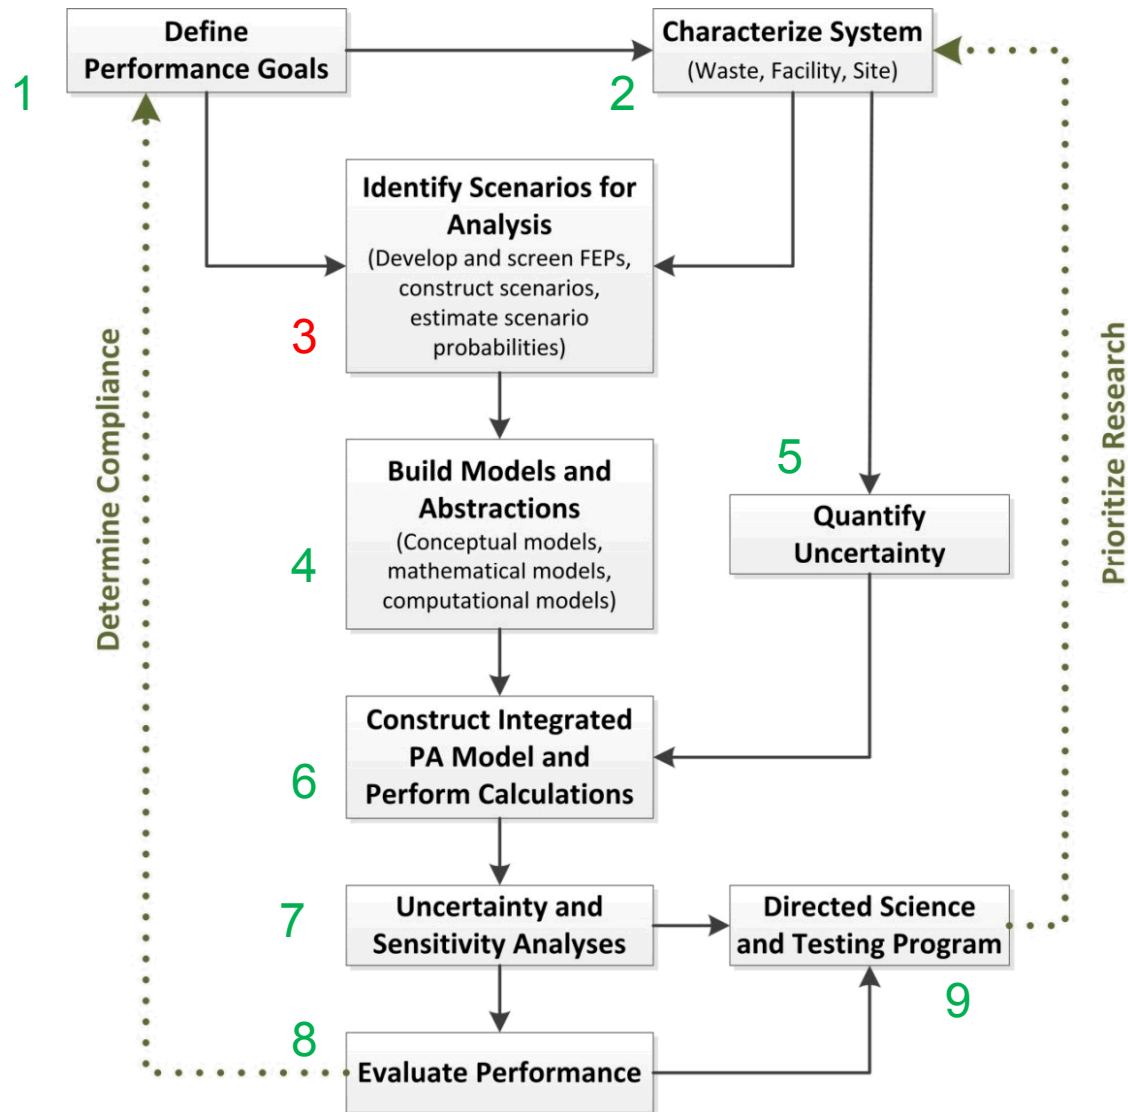 Define
Performance Goals
1
Characterize System
(Waste, Facility, Site)
2
Identify Scenarios for
Analysis
(Develop and screen FEPs,
construct scenarios,
estimate scenario
probabilities)
3
Build Models and
Abstractions
(Conceptual models,
mathematical models,
computational models)
4
5
Quantify
Uncertainty
Construct Integrated
PA Model and
Perform Calculations
6
7
Uncertainty and
Sensitivity Analyses
Directed Science
and Testing Program
9
8
Evaluate Performance
Determine Compliance
Prioritize Research